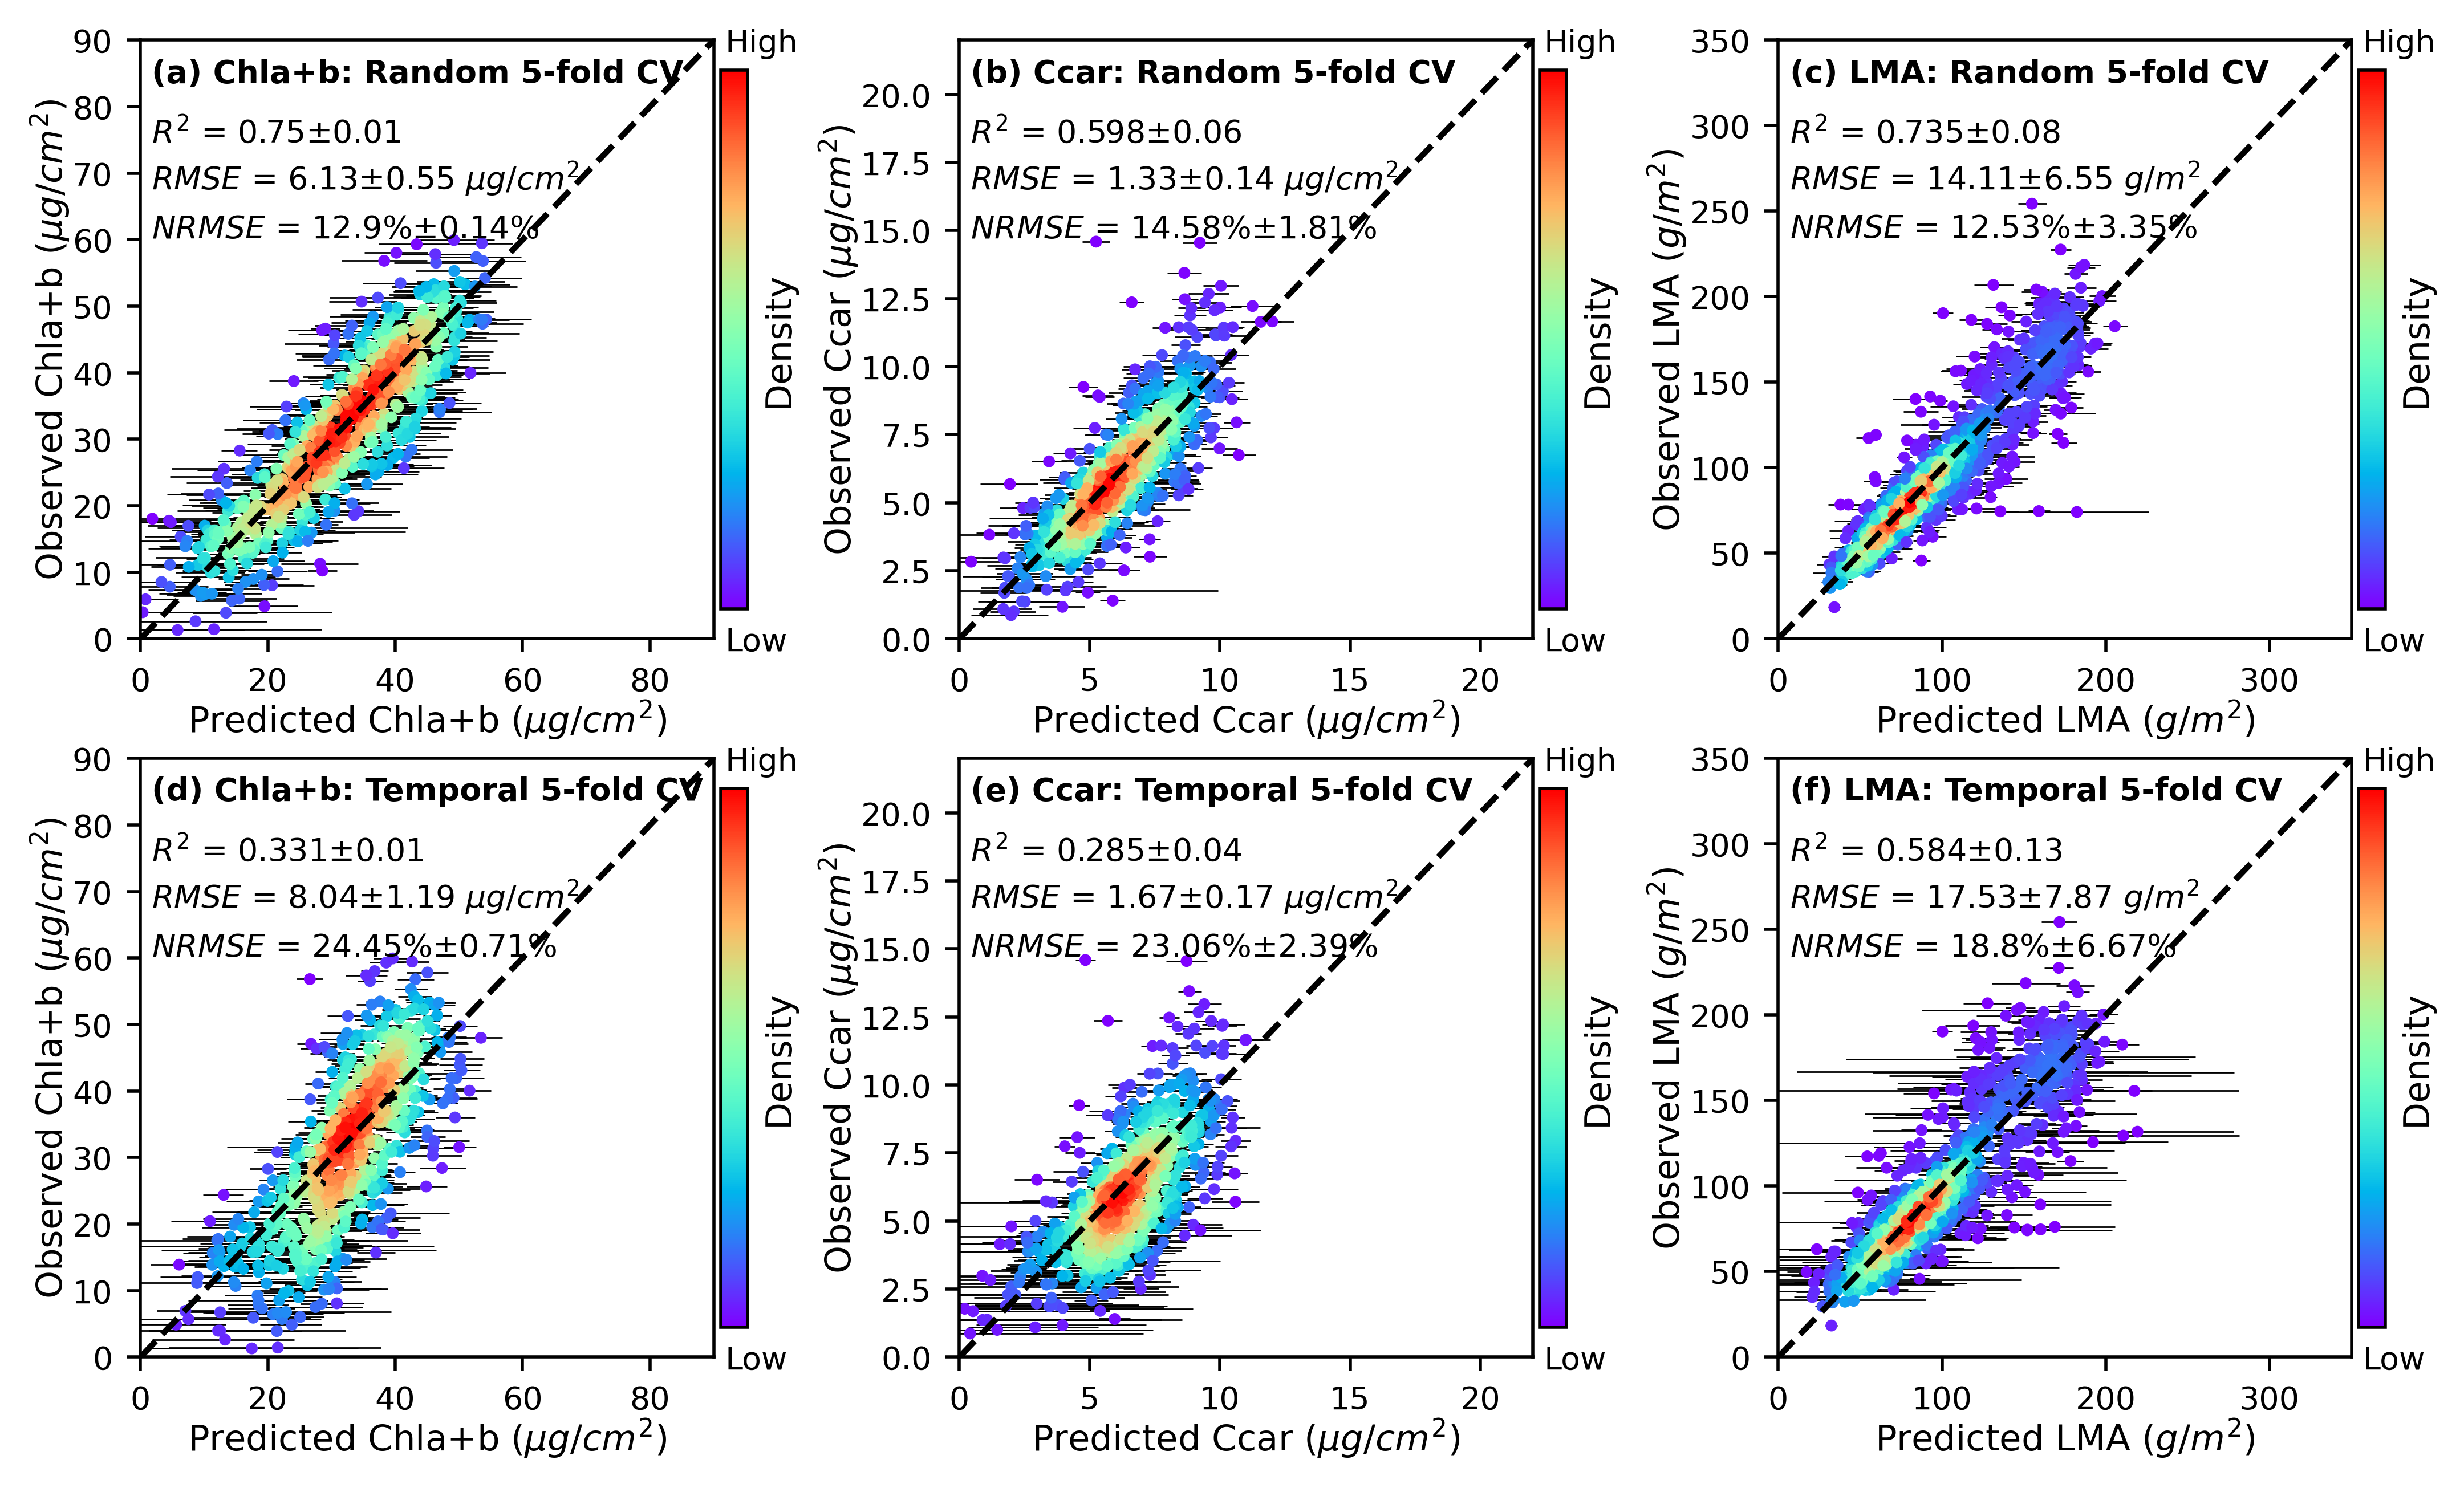 (a) Chla+b: Random 5-fold CV
R² = 0.75±0.01
RMSE = 6.13±0.55 μg/cm²
NRMSE = 12.9%±0.14%
Observed Chla+b (μg/cm²)
90
80
70
60
50
40
30
20
10
0
0 20 40 60 80
Predicted Chla+b (μg/cm²)
High
Density
Low
(b) Ccar: Random 5-fold CV
R² = 0.598±0.06
RMSE = 1.33±0.14 μg/cm²
NRMSE = 14.58%±1.81%
Observed Ccar (μg/cm²)
20.0
17.5
15.0
12.5
10.0
7.5
5.0
2.5
0.0
0 5 10 15 20
Predicted Ccar (μg/cm²)
High
Density
Low
(c) LMA: Random 5-fold CV
R² = 0.735±0.08
RMSE = 14.11±6.55 g/m²
NRMSE = 12.53%±3.35%
Observed LMA (g/m²)
350
300
250
200
150
100
50
0
0 100 200 300
Predicted LMA (g/m²)
High
Density
Low
(d) Chla+b: Temporal 5-fold CV
R² = 0.331±0.01
RMSE = 8.04±1.19 μg/cm²
NRMSE = 24.45%±0.71%
Observed Chla+b (μg/cm²)
90
80
70
60
50
40
30
20
10
0
0 20 40 60 80
Predicted Chla+b (μg/cm²)
High
Density
Low
(e) Ccar: Temporal 5-fold CV
R² = 0.285±0.04
RMSE = 1.67±0.17 μg/cm²
NRMSE = 23.06%±2.39%
Observed Ccar (μg/cm²)
20.0
17.5
15.0
12.5
10.0
7.5
5.0
2.5
0.0
0 5 10 15 20
Predicted Ccar (μg/cm²)
High
Density
Low
(f) LMA: Temporal 5-fold CV
R² = 0.584±0.13
RMSE = 17.53±7.87 g/m²
NRMSE = 18.8%±6.67%
Observed LMA (g/m²)
350
300
250
200
150
100
50
0
0 100 200 300
Predicted LMA (g/m²)
High
Density
Low